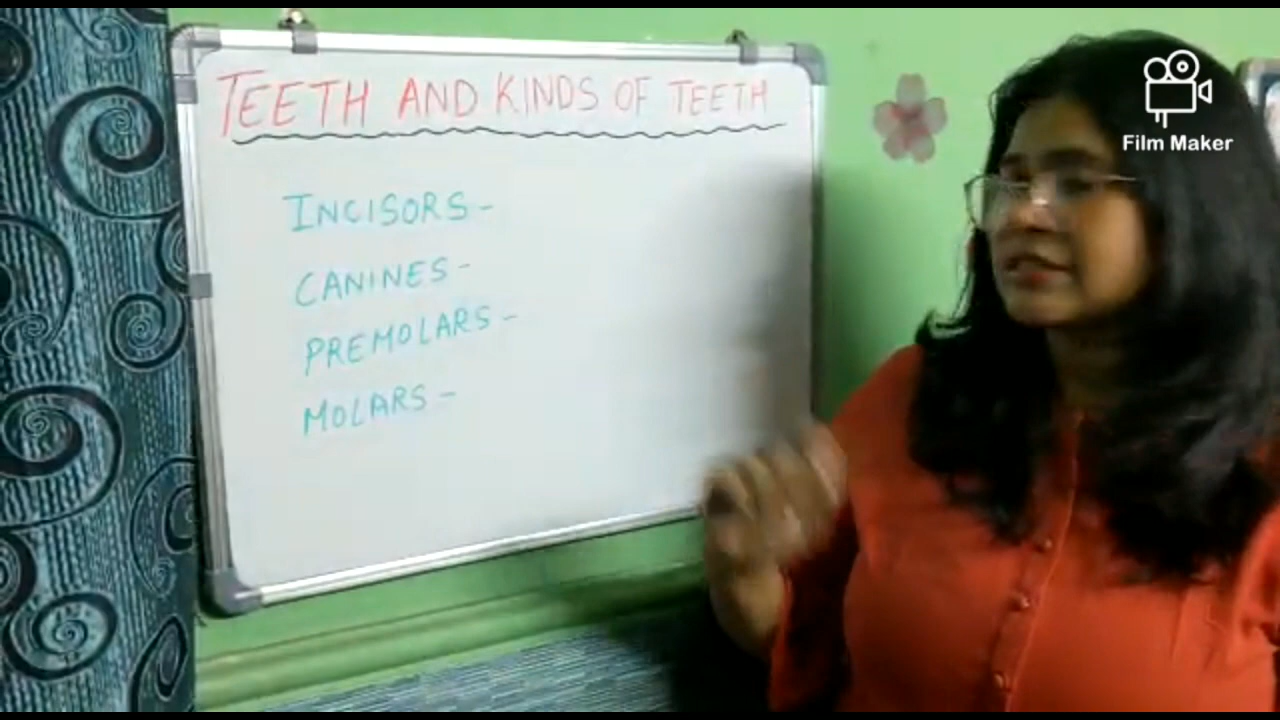 TEETH AND KINDS OF TEETH
INCISORS -
CANINES -
PREMOLARS -
MOLARS -
Film Maker